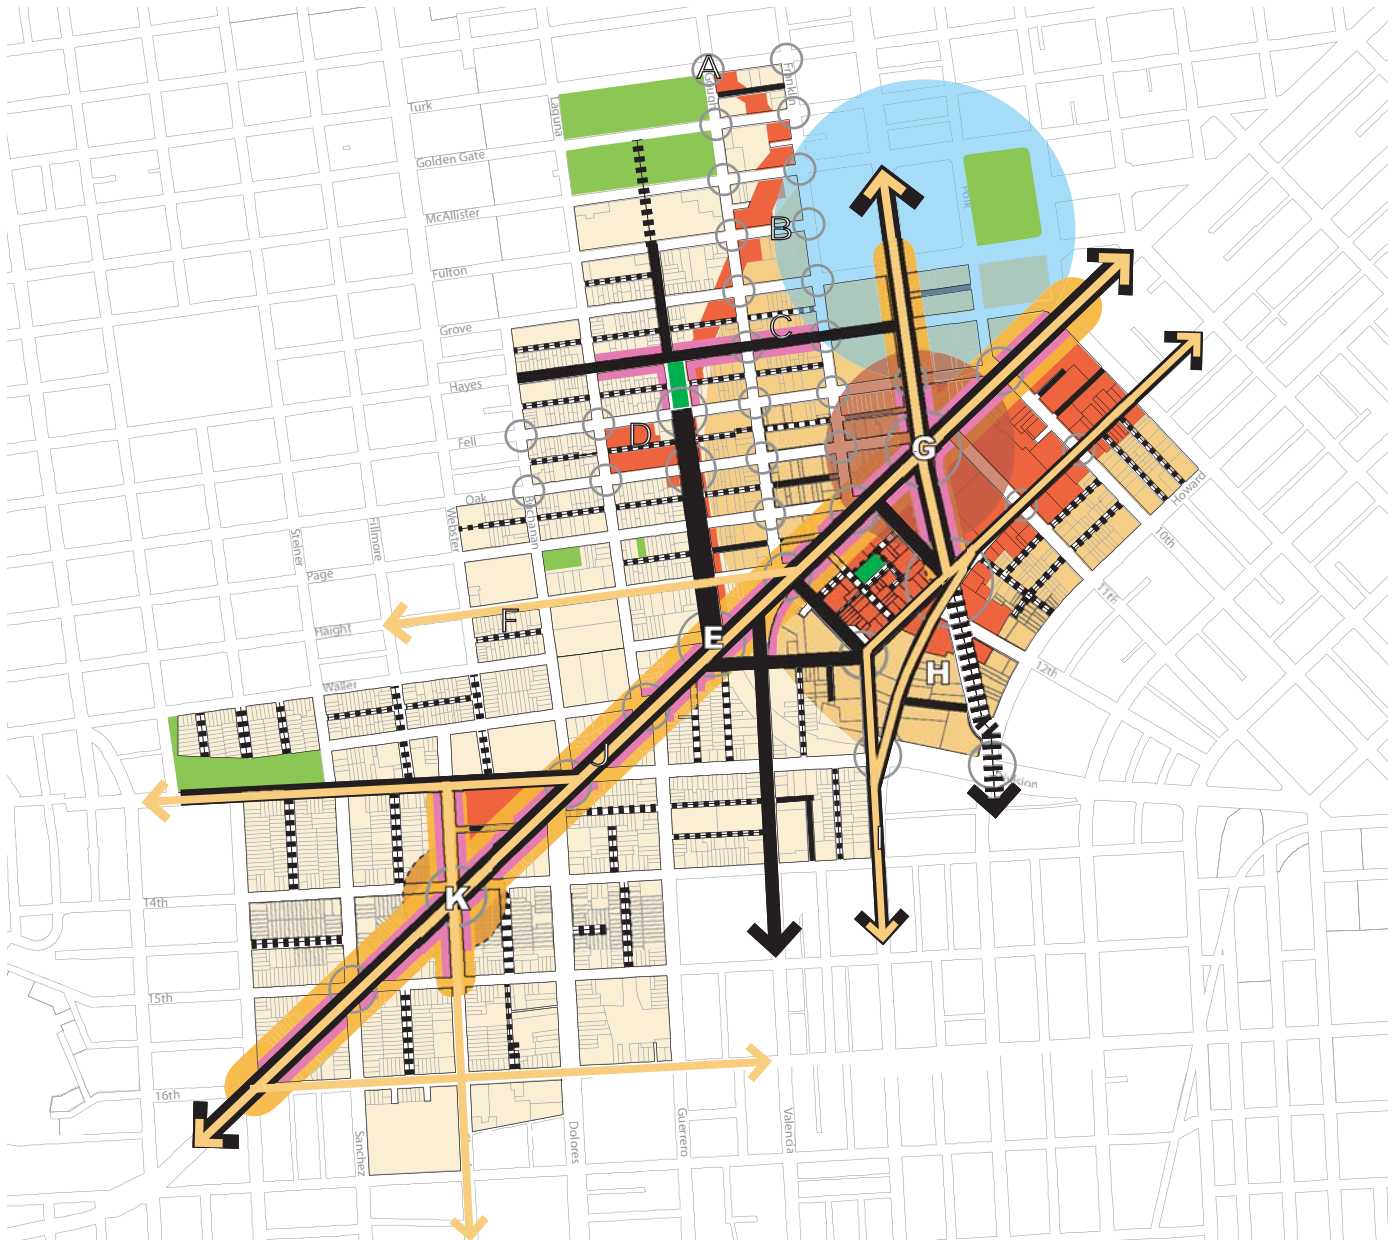 A
Gough
Franklin
Laguna
Turk
Golden Gate
Polk
McAllister
B
Fulton
Grove
C
Hayes
Fell
D
G
Oak
Buchanan
Webster
Fillmore
Steiner
Howard
10th
Page
11th
F
Haight
E
12th
H
Waller
J
Division
I
K
14th
15th
16th
Sanchez
Dolores
Guerrero
Valencia